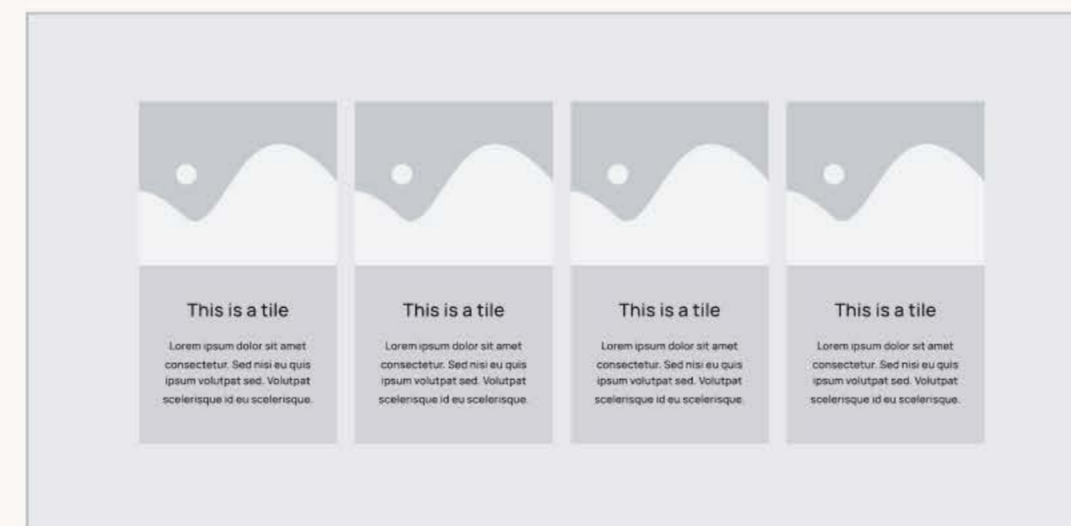 This is a tile
Lorem ipsum dolor sit amet
consectetur. Sed nisi eu quis
ipsum volutpat sed. Volutpat
scelerisque id eu scelerisque.
This is a tile
Lorem ipsum dolor sit amet
consectetur. Sed nisi eu quis
ipsum volutpat sed. Volutpat
scelerisque id eu scelerisque.
This is a tile
Lorem ipsum dolor sit amet
consectetur. Sed nisi eu quis
ipsum volutpat sed. Volutpat
scelerisque id eu scelerisque.
This is a tile
Lorem ipsum dolor sit amet
consectetur. Sed nisi eu quis
ipsum volutpat sed. Volutpat
scelerisque id eu scelerisque.